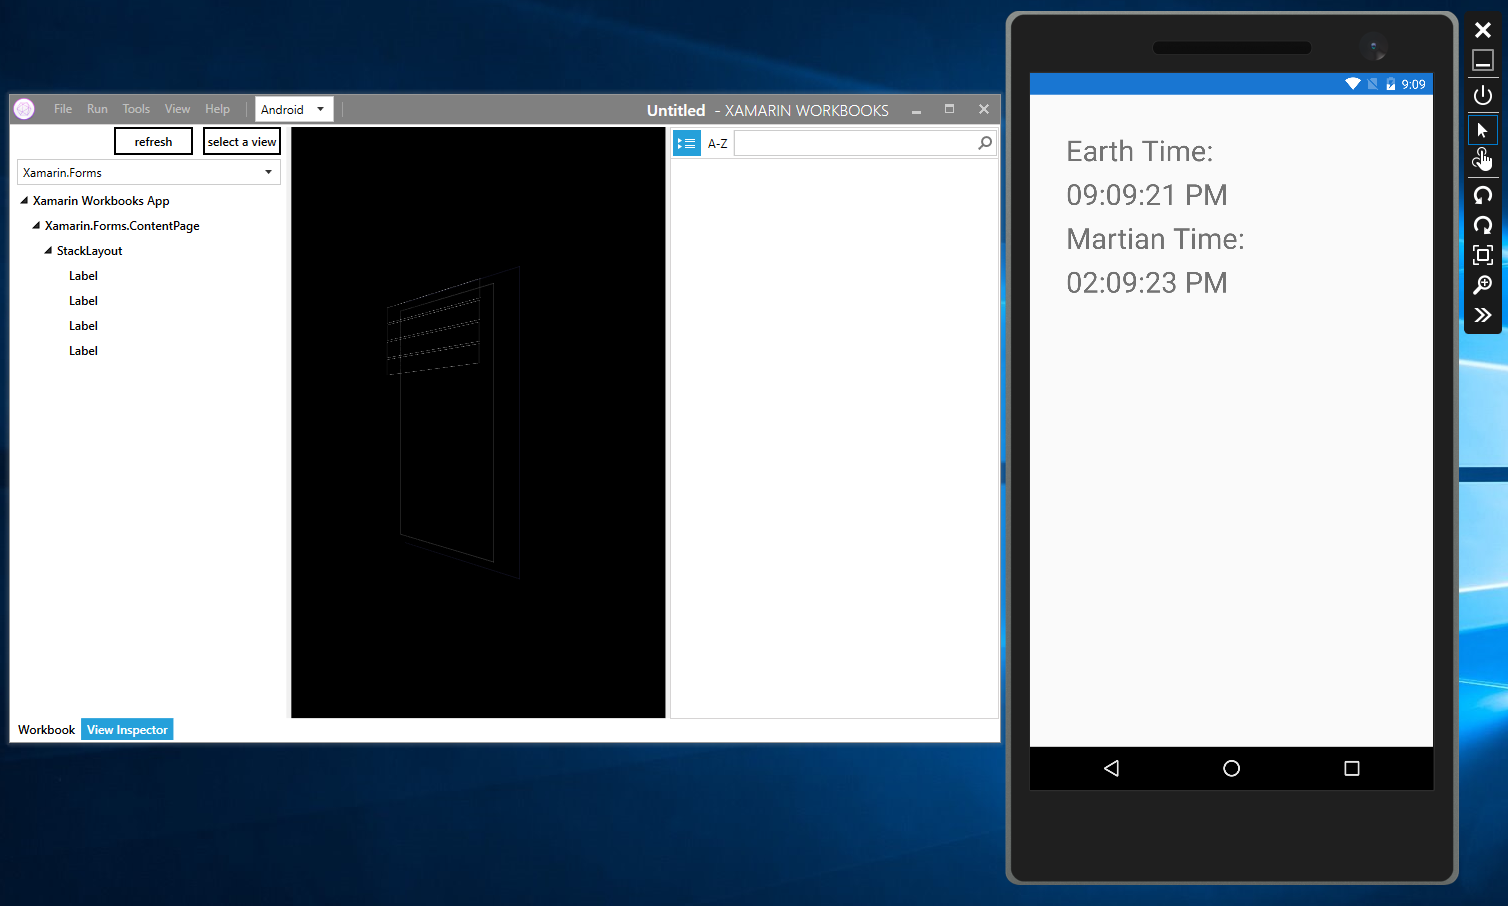 File Run Tools View Help Android Untitled - XAMARIN WORKBOOKS
refresh select a view
Xamarin.Forms
Xamarin Workbooks App
Xamarin.Forms.ContentPage
StackLayout
Label
Label
Label
Label
A-Z
Workbook View Inspector
9:09
Earth Time:
09:09:21 PM
Martian Time:
02:09:23 PM